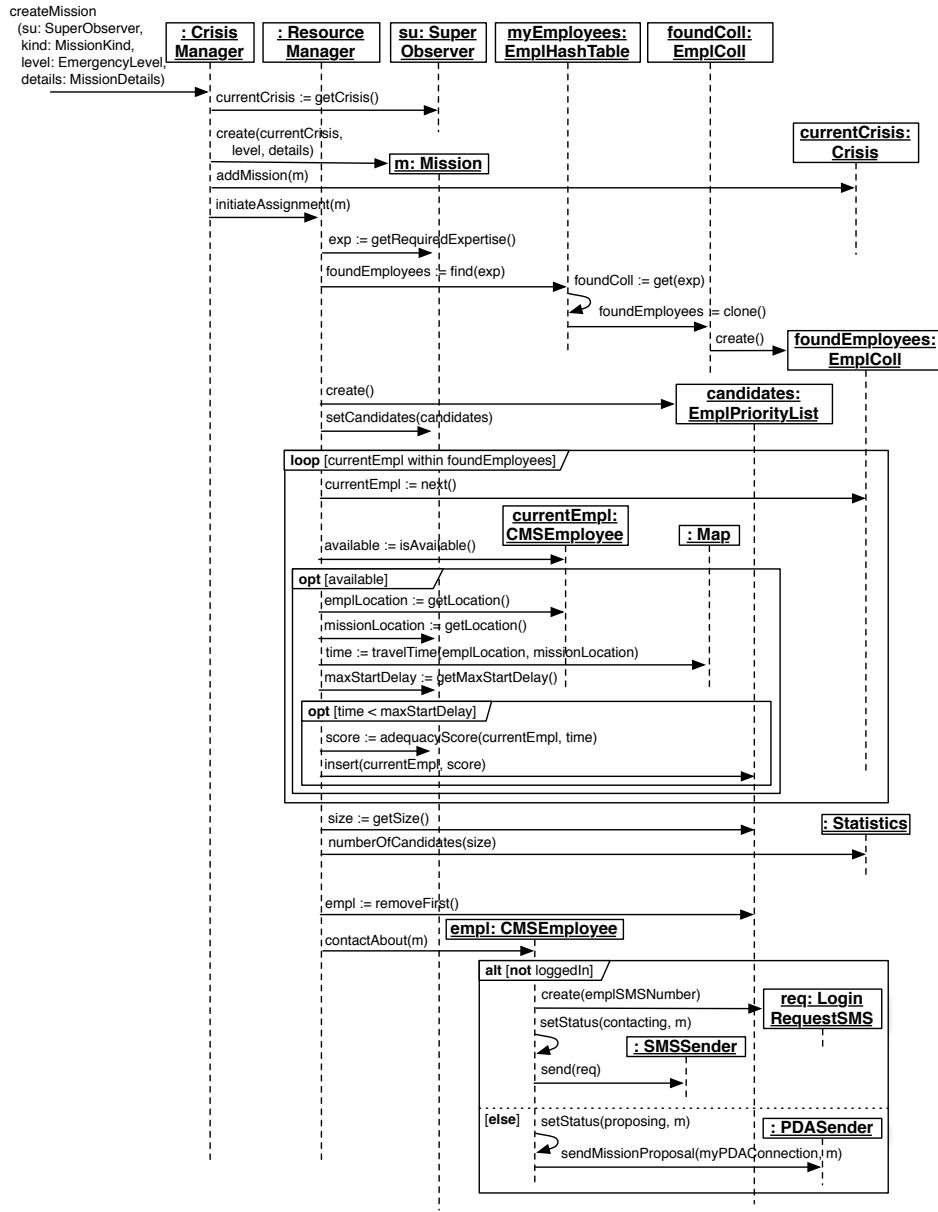 createMission
(su: SuperObserver,
kind: MissionKind,
level: EmergencyLevel,
details: MissionDetails)
: Crisis
Manager
: Resource
Manager
su: Super
Observer
myEmployees:
EmplHashTable
foundColl:
EmplColl
currentCrisis := getCrisis()
create(currentCrisis,
level, details)
m: Mission
currentCrisis:
Crisis
addMission(m)
initiateAssignment(m)
exp := getRequiredExpertise()
foundEmployees := find(exp)
foundColl := get(exp)
foundEmployees := clone()
create()
foundEmployees:
EmplColl
create()
candidates:
EmplPriorityList
setCandidates(candidates)
loop [currentEmpl within foundEmployees]
currentEmpl := next()
currentEmpl:
CMSEmployee
: Map
available := isAvailable()
opt [available]
emplLocation := getLocation()
missionLocation := getLocation()
time := travelTime(emplLocation, missionLocation)
maxStartDelay := getMaxStartDelay()
opt [time < maxStartDelay]
score := adequacyScore(currentEmpl, time)
insert(currentEmpl, score)
size := getSize()
: Statistics
numberOfCandidates(size)
empl := removeFirst()
empl: CMSEmployee
contactAbout(m)
alt [not loggedIn]
create(emplSMSNumber)
req: Login
RequestSMS
setStatus(contacting, m)
: SMSSender
send(req)
[else]
setStatus(proposing, m)
: PDASender
sendMissionProposal(myPDAConnection, m)